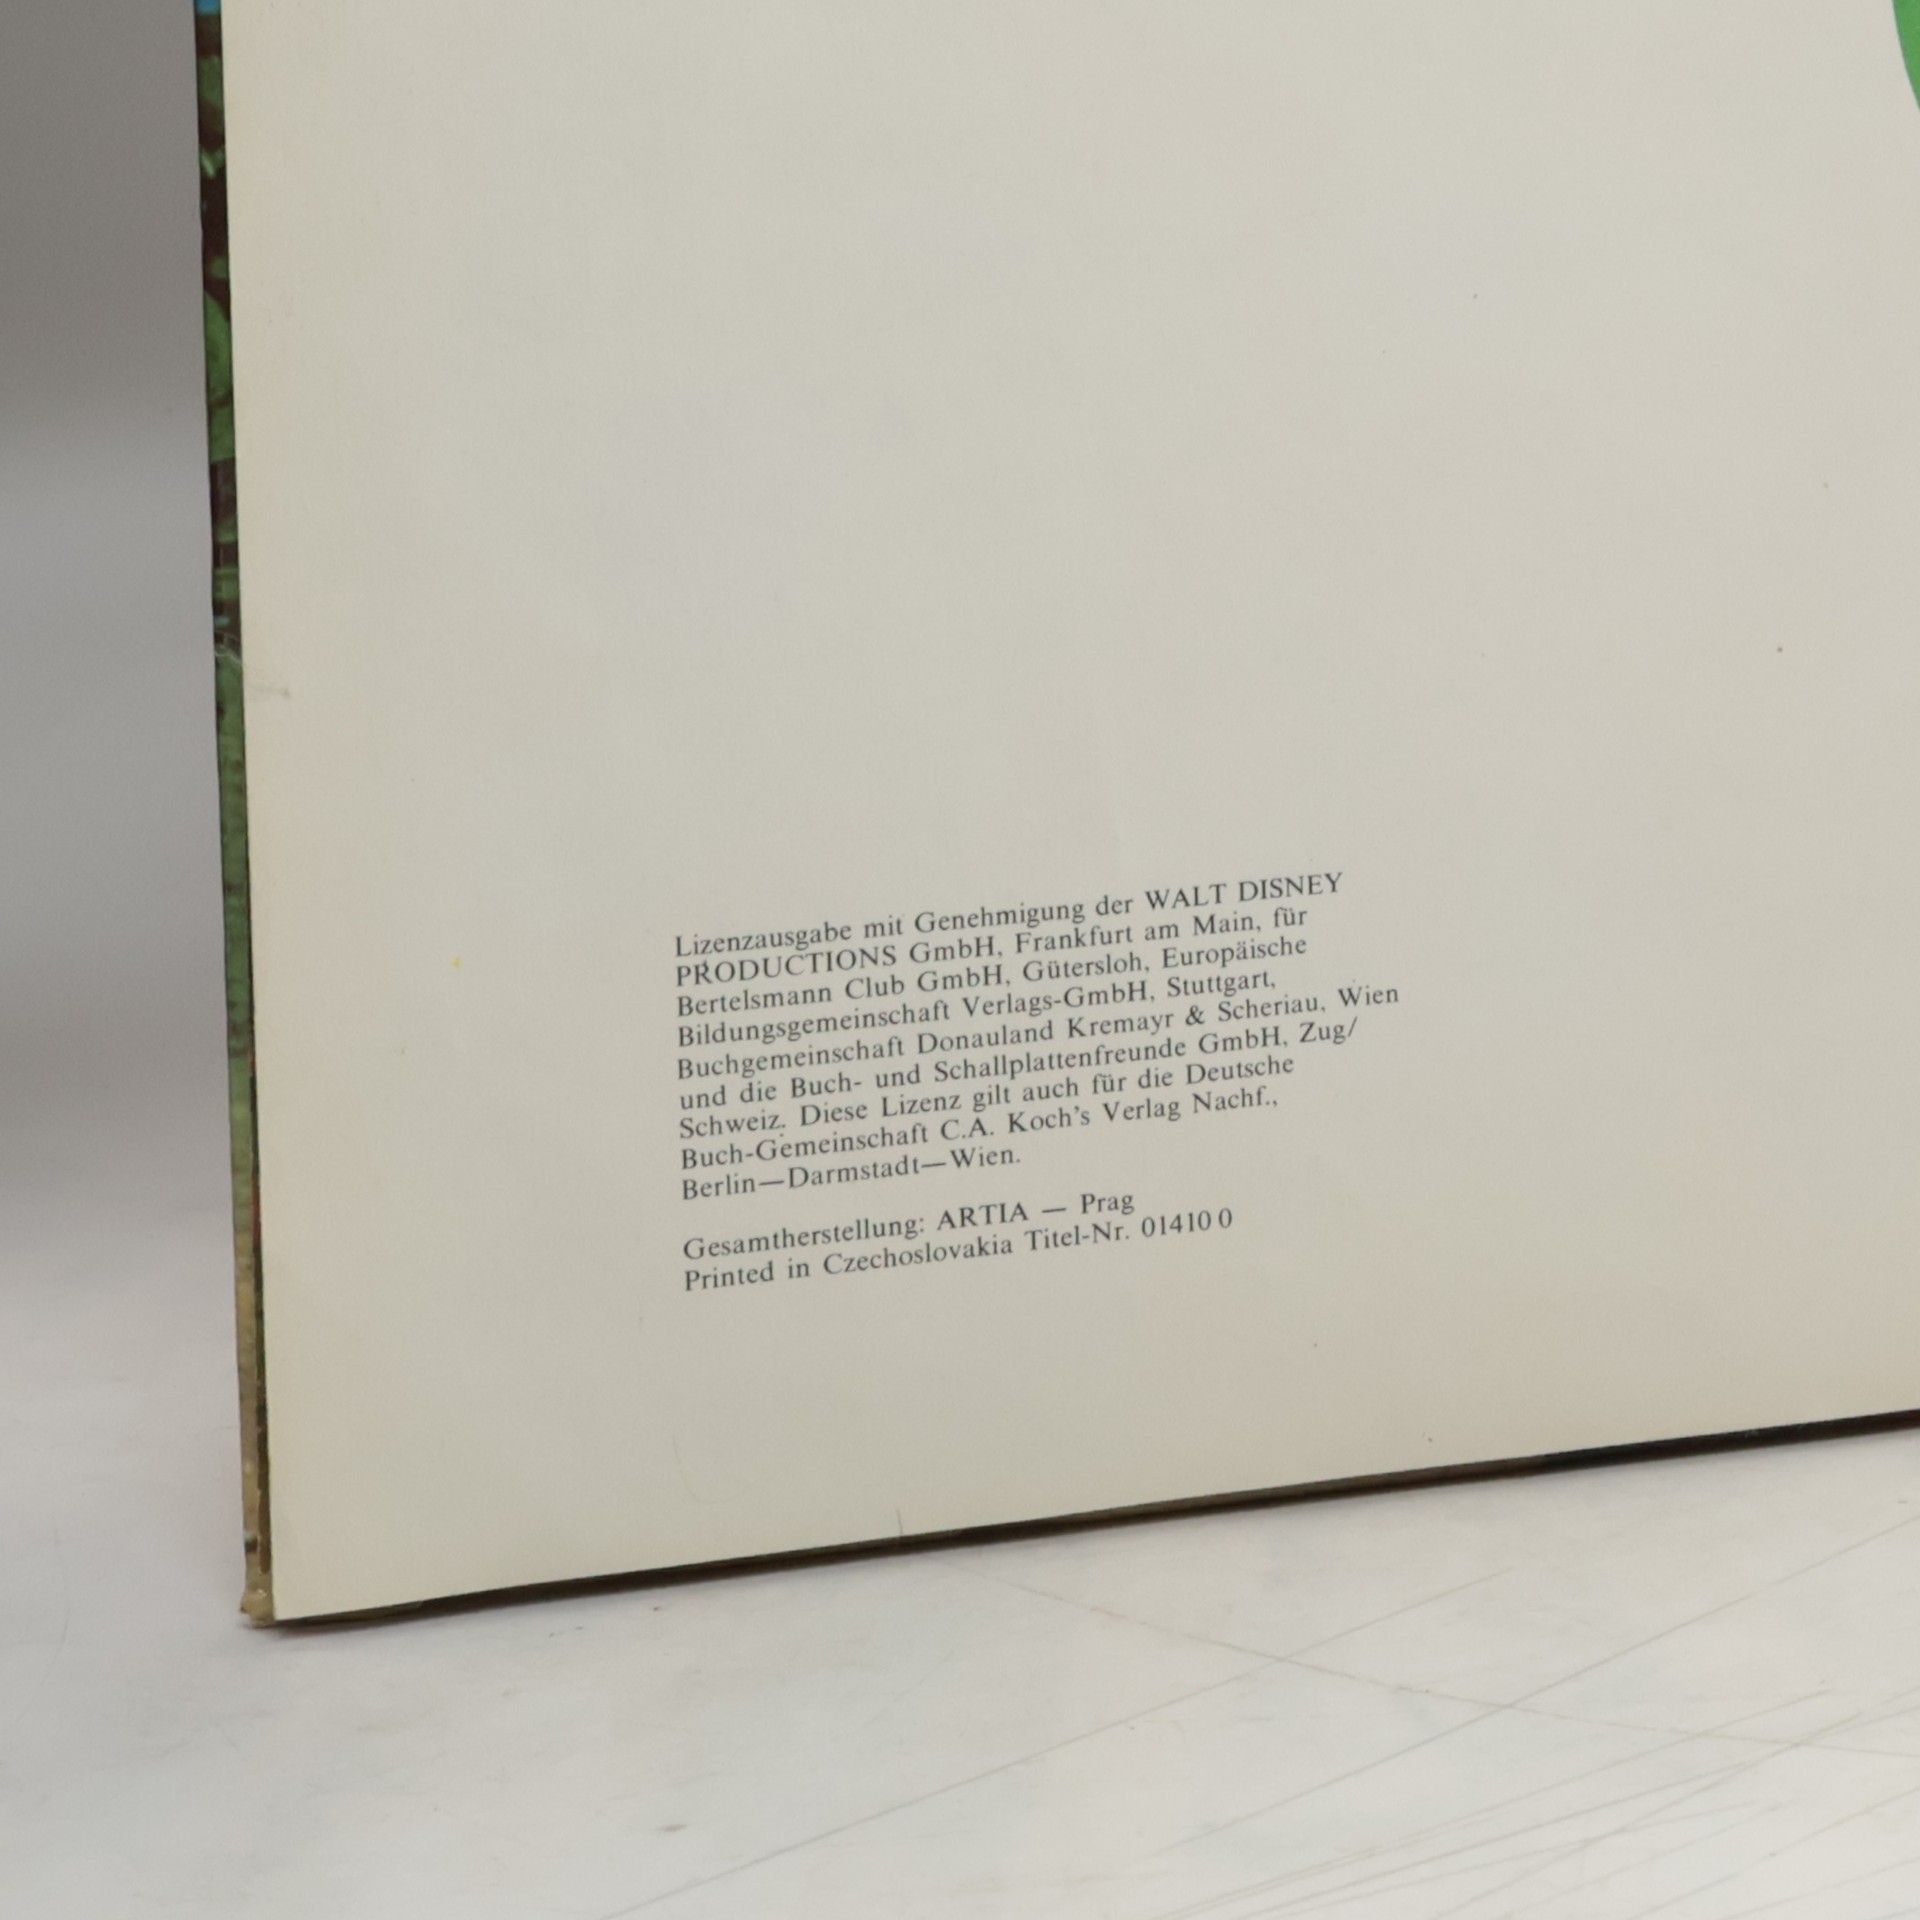 Lizenzausgabe mit Genehmigung der WALT DISNEY
PRODUCTIONS GmbH, Frankfurt am Main, für
Bertelsmann Club GmbH, Gütersloh, Europäische
Bildungsgemeinschaft Verlags-GmbH, Stuttgart,
Buchgemeinschaft Donauland Kremayr & Scheriau, Wien
und die Buch- und Schallplattenfreunde GmbH, Zug/
Schweiz. Diese Lizenz gilt auch für die Deutsche
Buch-Gemeinschaft C.A. Koch's Verlag Nachf.,
Berlin—Darmstadt—Wien.
Gesamtherstellung: ARTIA — Prag
Printed in Czechoslovakia Titel-Nr. 01410 0